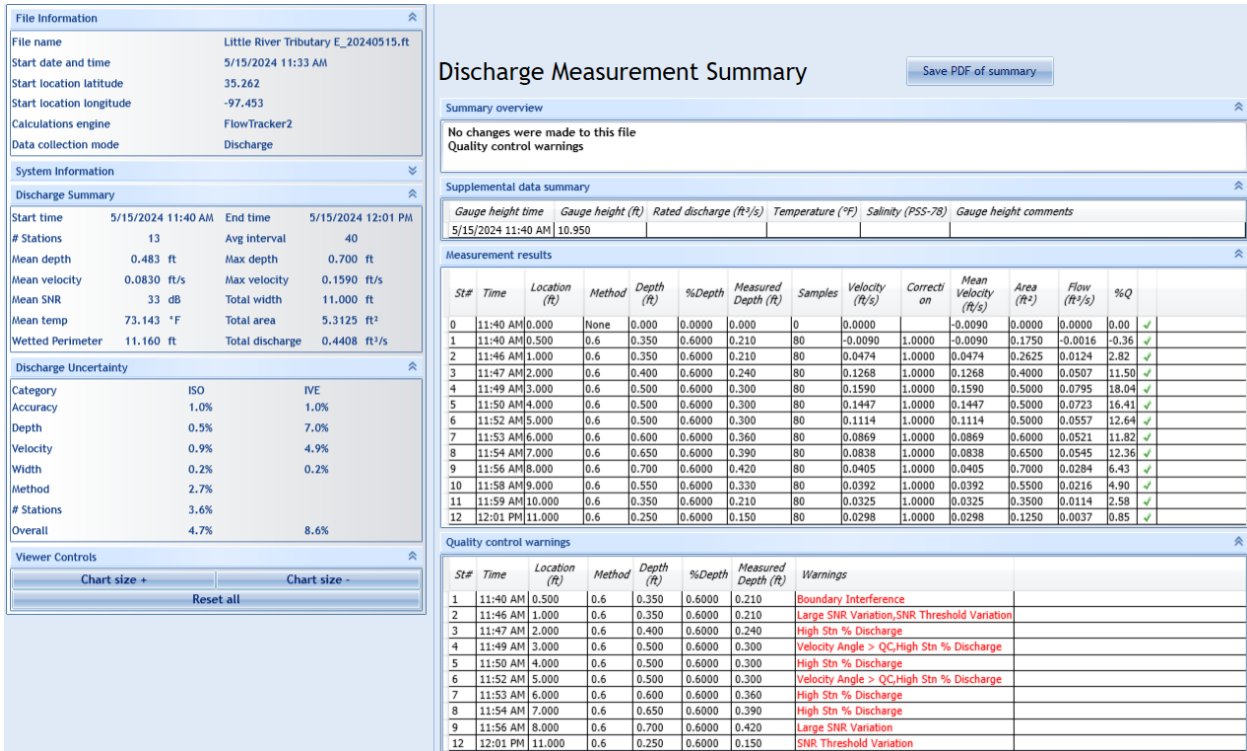 File Information
File name Little River Tributary E_20240515.ft
Start date and time 5/15/2024 11:33 AM
Start location latitude 35.262
Start location longitude -97.453
Calculations engine FlowTracker2
Data collection mode Discharge
System Information
Discharge Summary
Start time 5/15/2024 11:40 AM End time 5/15/2024 12:01 PM
# Stations 13 Avg interval 40
Mean depth 0.483 ft Max depth 0.700 ft
Mean velocity 0.0830 ft/s Max velocity 0.1590 ft/s
Mean SNR 33 dB Total width 11.000 ft
Mean temp 73.143 °F Total area 5.3125 ft²
Wetted Perimeter 11.160 ft Total discharge 0.4408 ft³/s
Discharge Uncertainty
Category ISO IVE
Accuracy 1.0% 1.0%
Depth 0.5% 7.0%
Velocity 0.9% 4.9%
Width 0.2% 0.2%
Method 2.7%
# Stations 3.6%
Overall 4.7% 8.6%
Viewer Controls
Chart size + Chart size -
Reset all
Discharge Measurement Summary
Save PDF of summary
Summary overview
No changes were made to this file
Quality control warnings
Supplemental data summary
Gauge height time Gauge height (ft) Rated discharge (ft³/s) Temperature (°F) Salinity (PSS-78) Gauge height comments
5/15/2024 11:40 AM 10.950
Measurement results
St# Time Location (ft) Method Depth (ft) %Depth Measured Depth (ft) Samples Velocity (ft/s) Correcti on Mean Velocity (ft/s) Area (ft²) Flow (ft³/s) %Q
0 11:40 AM 0.000 None 0.000 0.0000 0.000 0 0.0000 -0.0090 0.0000 0.0000 0.00 ✓
1 11:40 AM 0.500 0.6 0.350 0.6000 0.210 80 -0.0090 1.0000 -0.0090 0.1750 -0.0016 -0.36 ✓
2 11:46 AM 1.000 0.6 0.350 0.6000 0.210 80 0.0474 1.0000 0.0474 0.2625 0.0124 2.82 ✓
3 11:47 AM 2.000 0.6 0.400 0.6000 0.240 80 0.1268 1.0000 0.1268 0.4000 0.0507 11.50 ✓
4 11:49 AM 3.000 0.6 0.500 0.6000 0.300 80 0.1590 1.0000 0.1590 0.5000 0.0795 18.04 ✓
5 11:50 AM 4.000 0.6 0.500 0.6000 0.300 80 0.1447 1.0000 0.1447 0.5000 0.0723 16.41 ✓
6 11:52 AM 5.000 0.6 0.500 0.6000 0.300 80 0.1114 1.0000 0.1114 0.5000 0.0557 12.64 ✓
7 11:53 AM 6.000 0.6 0.600 0.6000 0.360 80 0.0869 1.0000 0.0869 0.6000 0.0521 11.82 ✓
8 11:54 AM 7.000 0.6 0.650 0.6000 0.390 80 0.0838 1.0000 0.0838 0.6500 0.0545 12.36 ✓
9 11:56 AM 8.000 0.6 0.700 0.6000 0.420 80 0.0405 1.0000 0.0405 0.7000 0.0284 6.43 ✓
10 11:58 AM 9.000 0.6 0.550 0.6000 0.330 80 0.0392 1.0000 0.0392 0.5500 0.0216 4.90 ✓
11 11:59 AM 10.000 0.6 0.350 0.6000 0.210 80 0.0325 1.0000 0.0325 0.3500 0.0114 2.58 ✓
12 12:01 PM 11.000 0.6 0.250 0.6000 0.150 80 0.0298 1.0000 0.0298 0.1250 0.0037 0.85 ✓
Quality control warnings
St# Time Location (ft) Method Depth (ft) %Depth Measured Depth (ft) Warnings
1 11:40 AM 0.500 0.6 0.350 0.6000 0.210 Boundary Interference
2 11:46 AM 1.000 0.6 0.350 0.6000 0.210 Large SNR Variation,SNR Threshold Variation
3 11:47 AM 2.000 0.6 0.400 0.6000 0.240 High Stn % Discharge
4 11:49 AM 3.000 0.6 0.500 0.6000 0.300 Velocity Angle > QC,High Stn % Discharge
5 11:50 AM 4.000 0.6 0.500 0.6000 0.300 High Stn % Discharge
6 11:52 AM 5.000 0.6 0.500 0.6000 0.300 Velocity Angle > QC,High Stn % Discharge
7 11:53 AM 6.000 0.6 0.600 0.6000 0.360 High Stn % Discharge
8 11:54 AM 7.000 0.6 0.650 0.6000 0.390 High Stn % Discharge
9 11:56 AM 8.000 0.6 0.700 0.6000 0.420 Large SNR Variation
12 12:01 PM 11.000 0.6 0.250 0.6000 0.150 SNR Threshold Variation